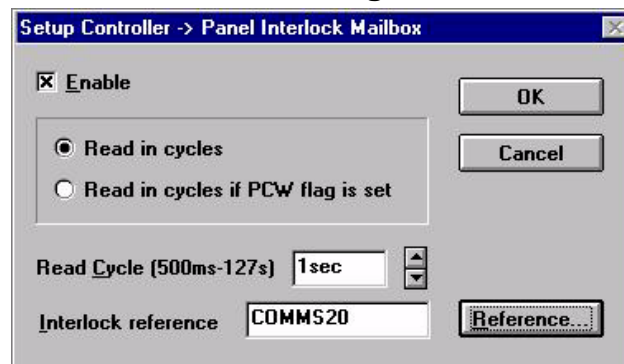 Setup Controller -> Panel Interlock Mailbox
Enable
OK
Read in cycles
Cancel
Read in cycles if PCW flag is set
Read Cycle (500ms-127s) 1sec
Interlock reference COMMS20 Reference...